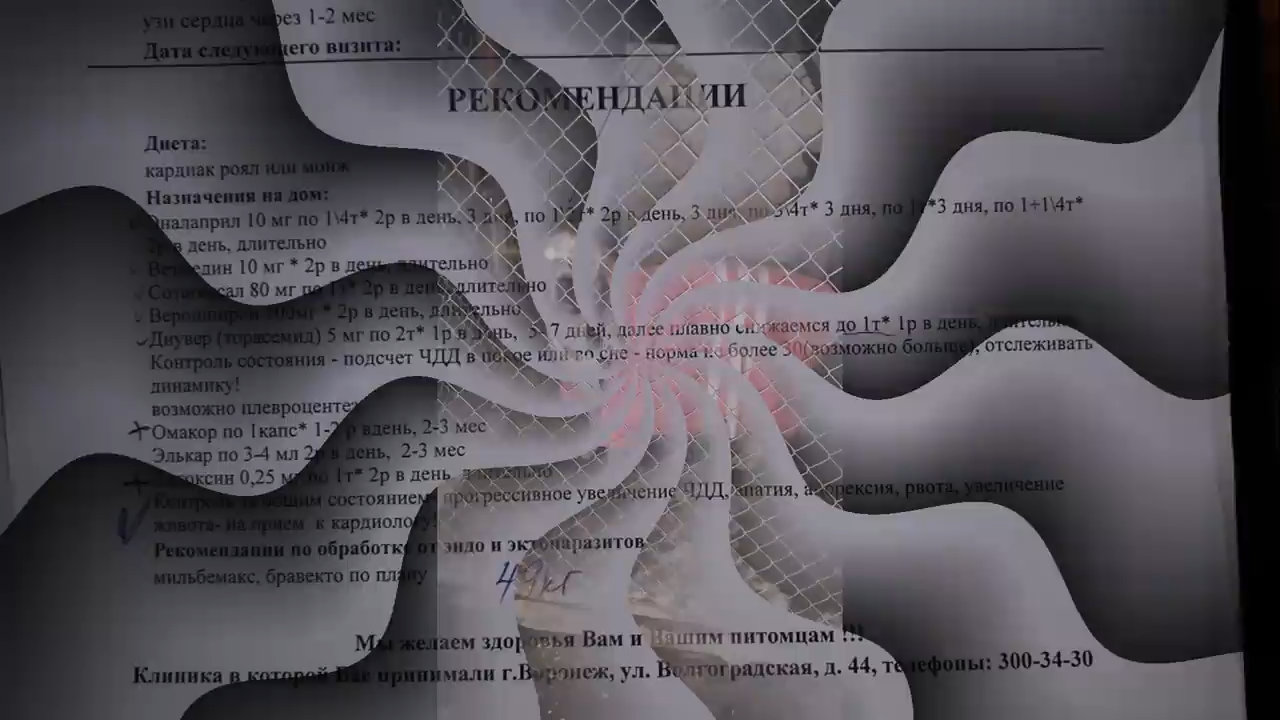 узи сердца через 1-2 мес
Дата следующего визита:
РЕКОМЕНДАЦИИ
Диета:
кардиак роял или монж
Назначения на дом:
Эналаприл 10 мг по 1\4т* 2р в день, 3 дня, по 1\2т* 2р в день, 3 дня, по 3\4т* 3 дня, по 1т*3 дня, по 1+1\4т*
2р в день, длительно
Ветмедин 10 мг * 2р в день, длительно
80 мг по 1т* 2р в день, длительно
Верошпирон * 2р в день, длительно
Диувер (торасемид) 5 мг по 2т* 1р в день, 5-7 дней, далее плавно снижаемся до 1т* 1р в день, длительно
Контроль состояния - подсчет ЧДД в покое или во сне - норма не более 30(возможно больше), отслеживать
динамику!
возможно плевроцентез
Омакор по 1капс* 1-2 р вдень, 2-3 мес
Элькар по 3-4 мл 2р в день, 2-3 мес
0,25 мг по 1т* 2р в день, длительно
Контроль за общим состоянием, прогрессивное увеличение ЧДД, апатия, анорексия, рвота, увеличение
живота- на прием к кардиологу!
Рекомендации по обработке от эндо и эктопаразитов
мильбемакс, бравекто по плану
49кг
Мы желаем здоровья Вам и Вашим питомцам !!!
Клиника в которой Вас принимали г.Воронеж, ул. Волгоградская, д. 44, телефоны: 300-34-30